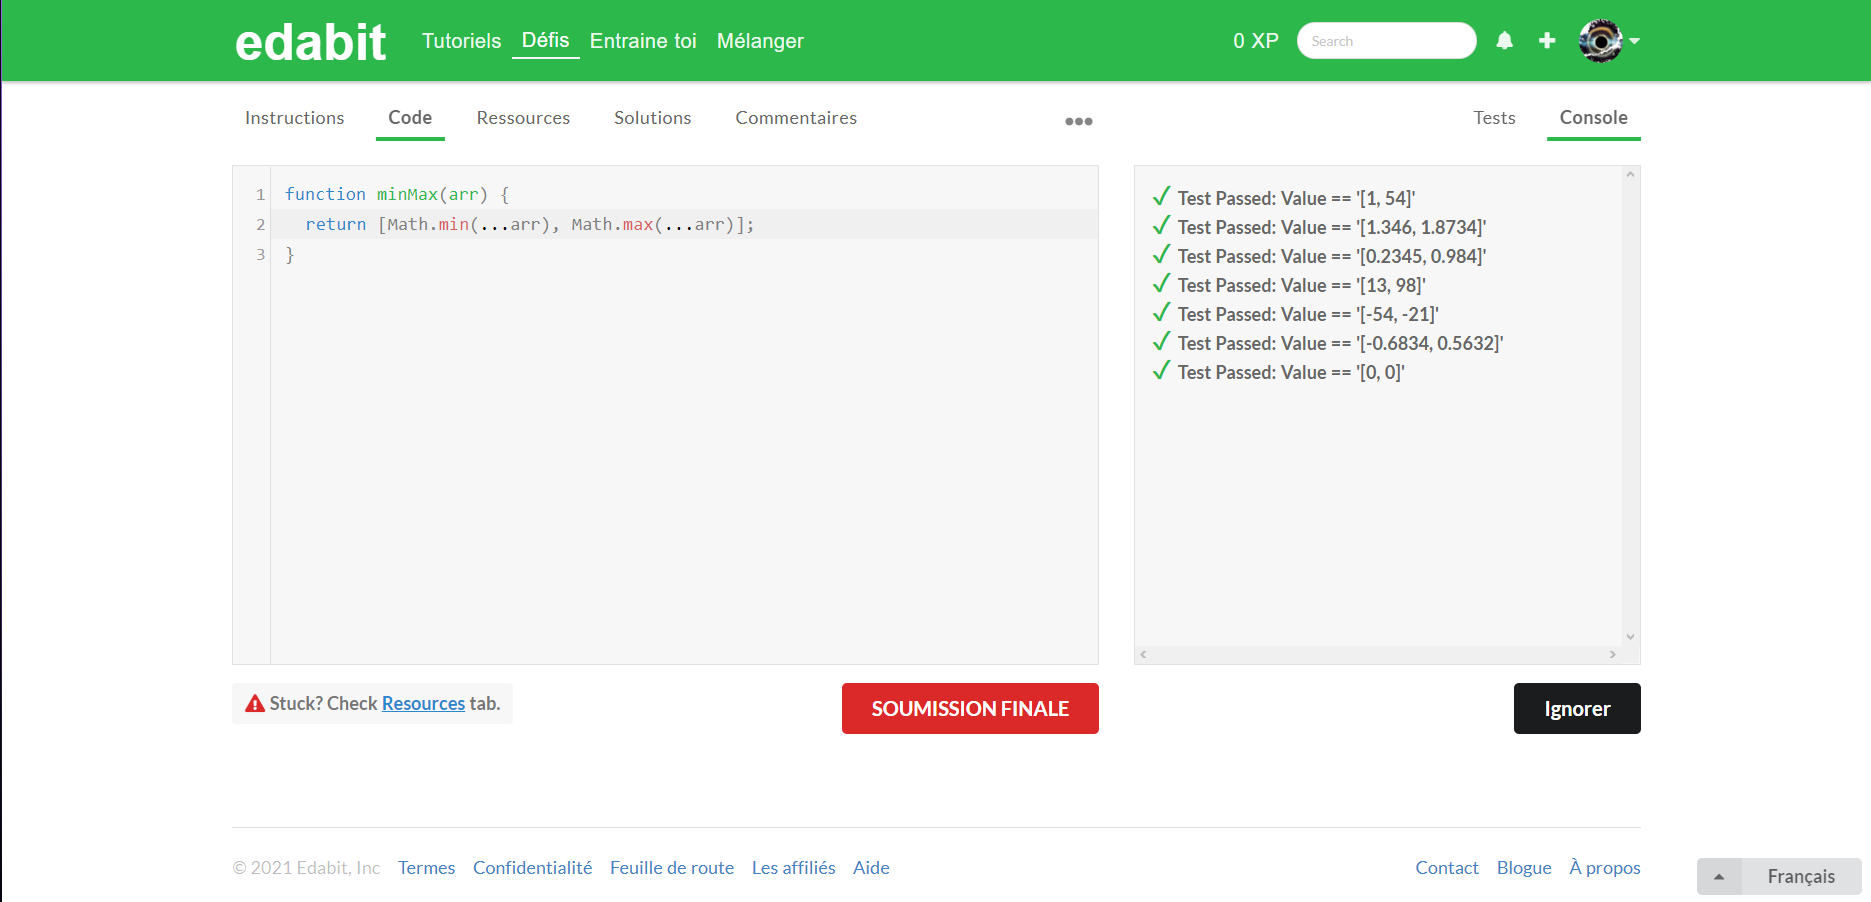 edabit Tutoriels Défis Entraine toi Mélanger 0 XP Search
Instructions Code Ressources Solutions Commentaires ••• Tests Console
1 function minMax(arr) {
2 return [Math.min(...arr), Math.max(...arr)];
3 }
✓ Test Passed: Value == '[1, 54]'
✓ Test Passed: Value == '[1.346, 1.8734]'
✓ Test Passed: Value == '[0.2345, 0.984]'
✓ Test Passed: Value == '[13, 98]'
✓ Test Passed: Value == '[-54, -21]'
✓ Test Passed: Value == '[-0.6834, 0.5632]'
✓ Test Passed: Value == '[0, 0]'
Stuck? Check Resources tab. SOUMISSION FINALE Ignorer
© 2021 Edabit, Inc Termes Confidentialité Feuille de route Les affiliés Aide Contact Blogue À propos
Français